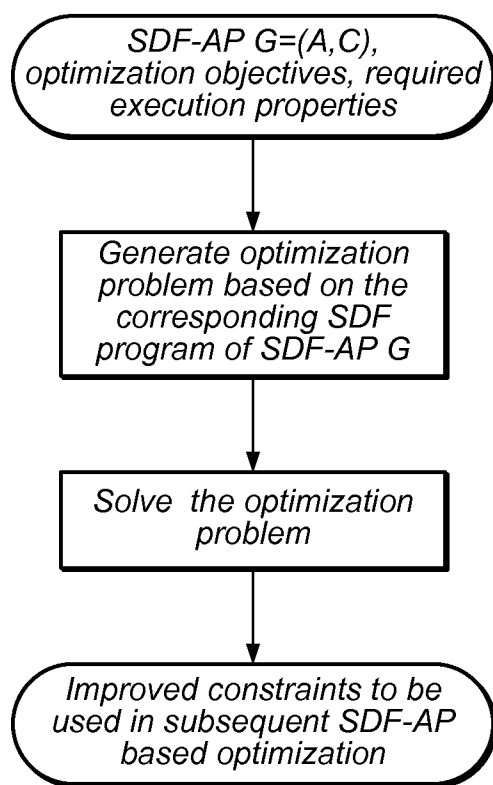 SDF-AP G=(A,C),
optimization objectives, required
execution properties
Generate optimization
problem based on the
corresponding SDF
program of SDF-AP G
Solve the optimization
problem
Improved constraints to be
used in subsequent SDF-AP
based optimization